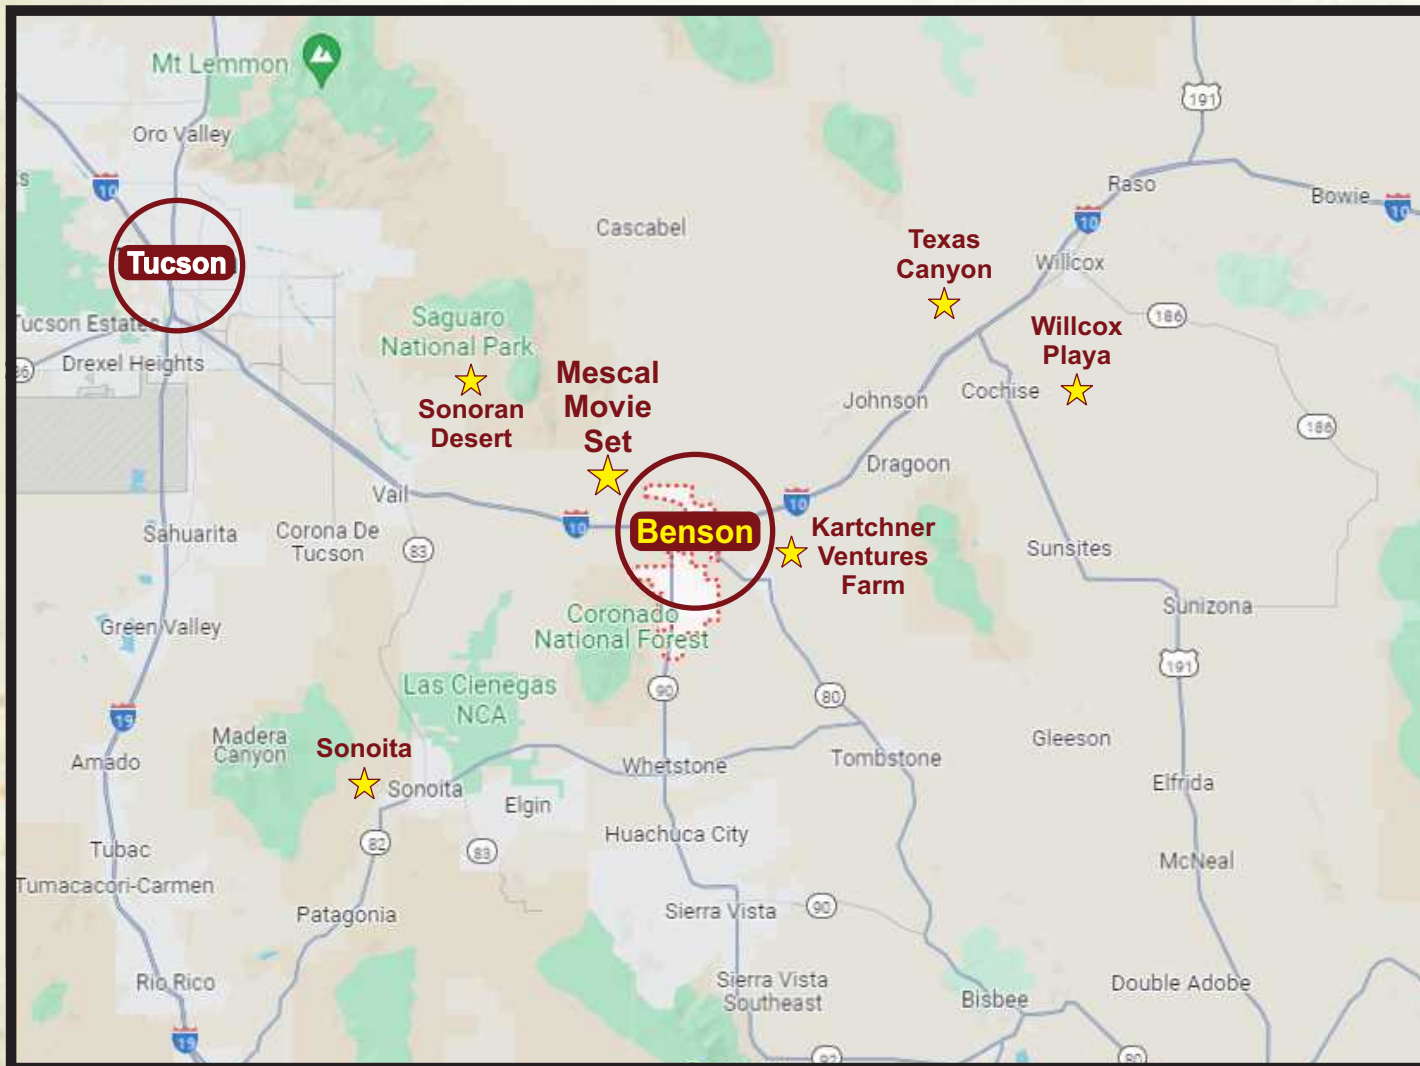 Mt Lemmon
191
Oro Valley
10
Raso
Bowie
10
10
Cascabel
Texas
Canyon
Willcox
Tucson
186
Tucson Estates
Saguaro
National Park
Willcox
Playa
Drexel Heights
86
Mescal
Movie
Set
Cochise
Johnson
Sonoran
Desert
186
Dragoon
Vail
10
10
Benson
Kartchner
Ventures
Farm
Sahuarita
Corona De
Tucson
83
Sunsites
Sunizona
Coronado
National Forest
Green Valley
191
Las Cienegas
NCA
90
80
19
Madera
Canyon
Sonoita
Gleeson
Amado
Whetstone
Tombstone
Sonoita
Elgin
Elfrida
82
83
Huachuca City
Tubac
McNeal
Tumacacori-Carmen
Patagonia
Sierra Vista
90
Rio Rico
Sierra Vista
Southeast
Bisbee
Double Adobe
19
92
80